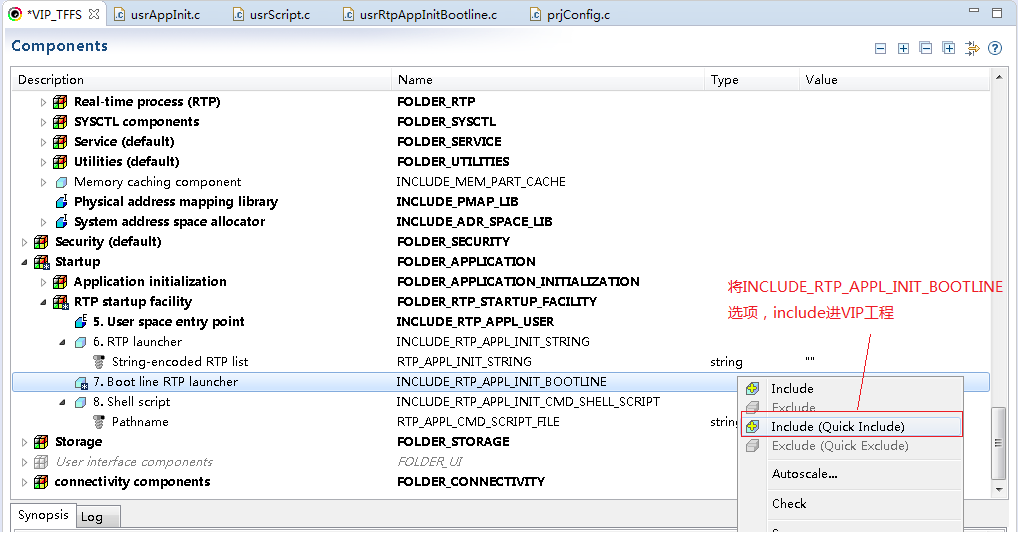 *VIP_TFFS usrAppInit.c usrScript.c usrRtpAppInitBootline.c prjConfig.c
Components
Description Name Type Value
Real-time process (RTP) FOLDER_RTP
SYSCTL components FOLDER_SYSCTL
Service (default) FOLDER_SERVICE
Utilities (default) FOLDER_UTILITIES
Memory caching component INCLUDE_MEM_PART_CACHE
Physical address mapping library INCLUDE_PMAP_LIB
System address space allocator INCLUDE_ADR_SPACE_LIB
Security (default) FOLDER_SECURITY
Startup FOLDER_APPLICATION
Application initialization FOLDER_APPLICATION_INITIALIZATION
将INCLUDE_RTP_APPL_INIT_BOOTLINE
RTP startup facility FOLDER_RTP_STARTUP_FACILITY
选项，include进VIP工程
5. User space entry point INCLUDE_RTP_APPL_USER
6. RTP launcher INCLUDE_RTP_APPL_INIT_STRING
String-encoded RTP list RTP_APPL_INIT_STRING string ""
7. Boot line RTP launcher INCLUDE_RTP_APPL_INIT_BOOTLINE
8. Shell script INCLUDE_RTP_APPL_INIT_CMD_SHELL_SCRIPT
Pathname RTP_APPL_CMD_SCRIPT_FILE
Storage FOLDER_STORAGE
User interface components FOLDER_UI
connectivity components FOLDER_CONNECTIVITY
Include
Exclude
Include (Quick Include)
Exclude (Quick Exclude)
Autoscale...
Check
Synopsis Log